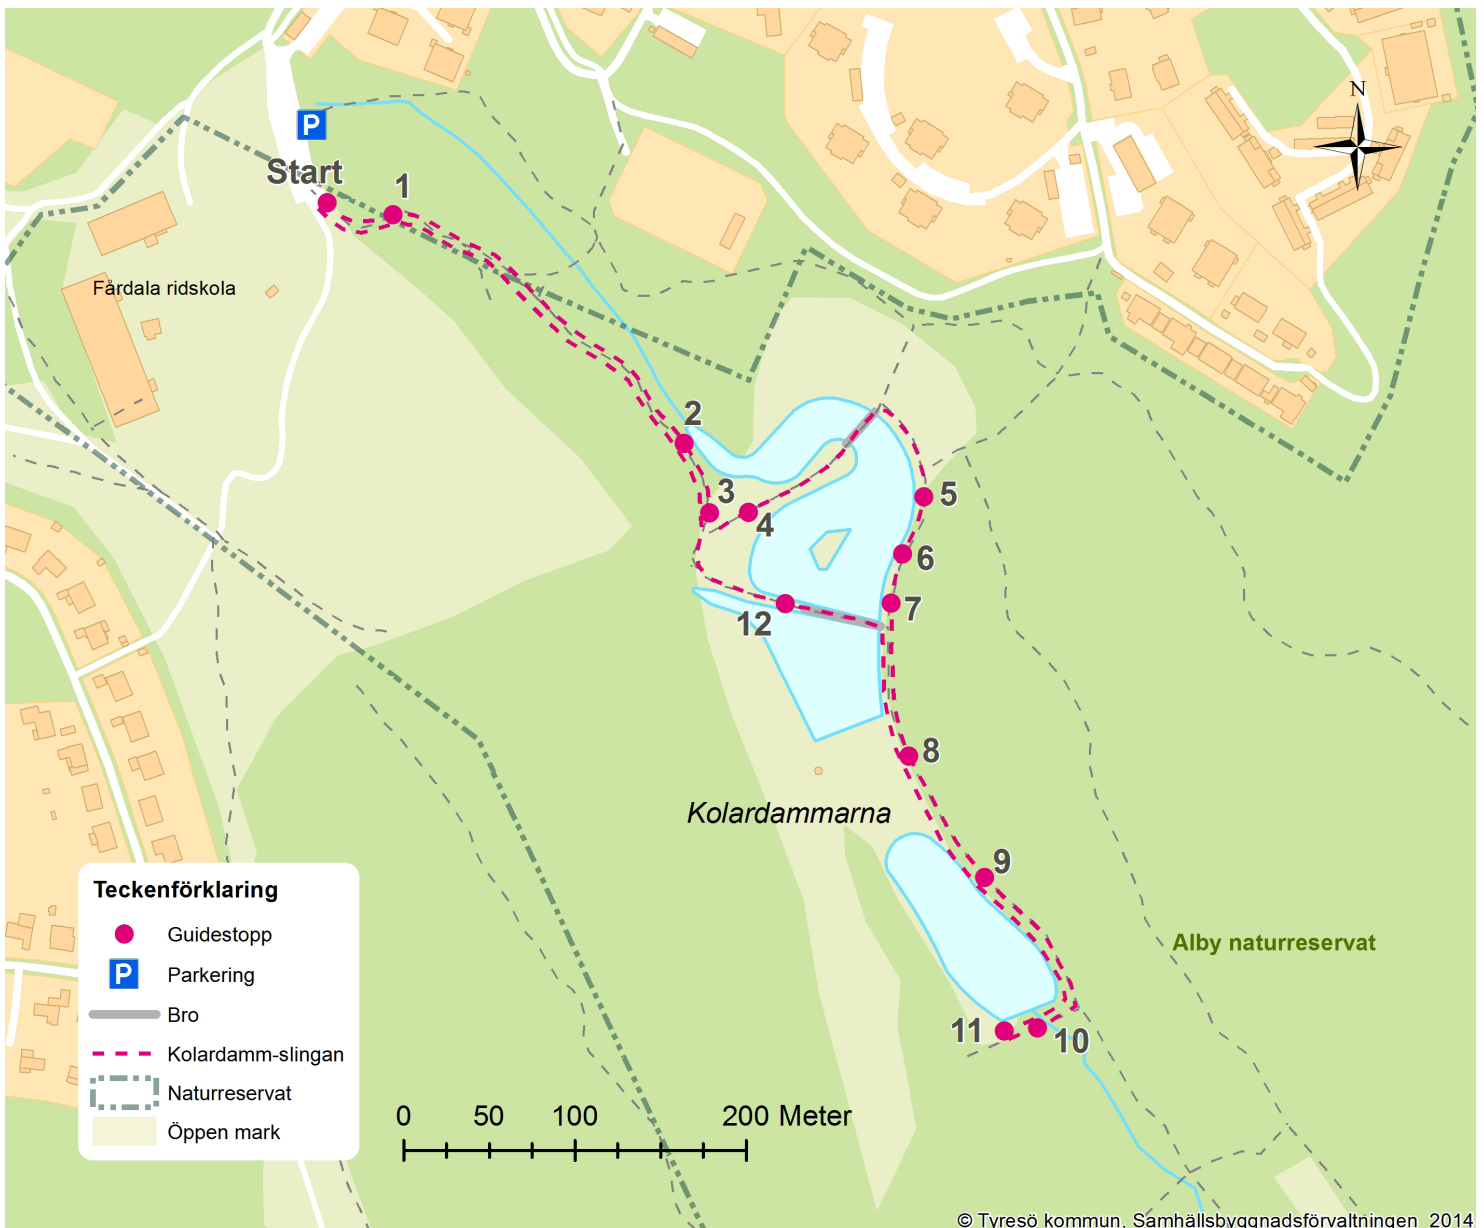 N
P
Start
1
Fårdala ridskola
2
3
4
5
6
7
12
8
Kolardammarna
9
Alby naturreservat
11
10
Teckenförklaring
Guidestopp
P Parkering
Bro
Kolardamm-slingan
Naturreservat
Öppen mark
0 50 100 200 Meter
© Tyresö kommun, Samhällsbyggnadsförvaltningen 2014